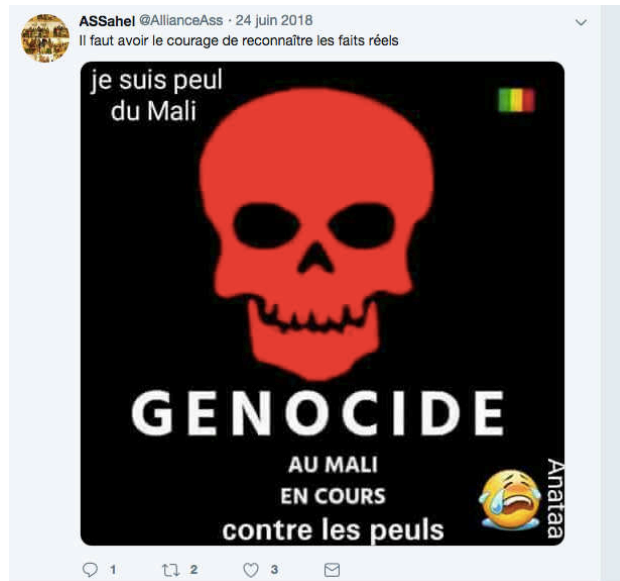 ASSahel @AllianceAss · 24 juin 2018
Il faut avoir le courage de reconnaître les faits réels
je suis peul
du Mali
GENOCIDE
AU MALI
EN COURS
contre les peuls
Anataa
1 2 3